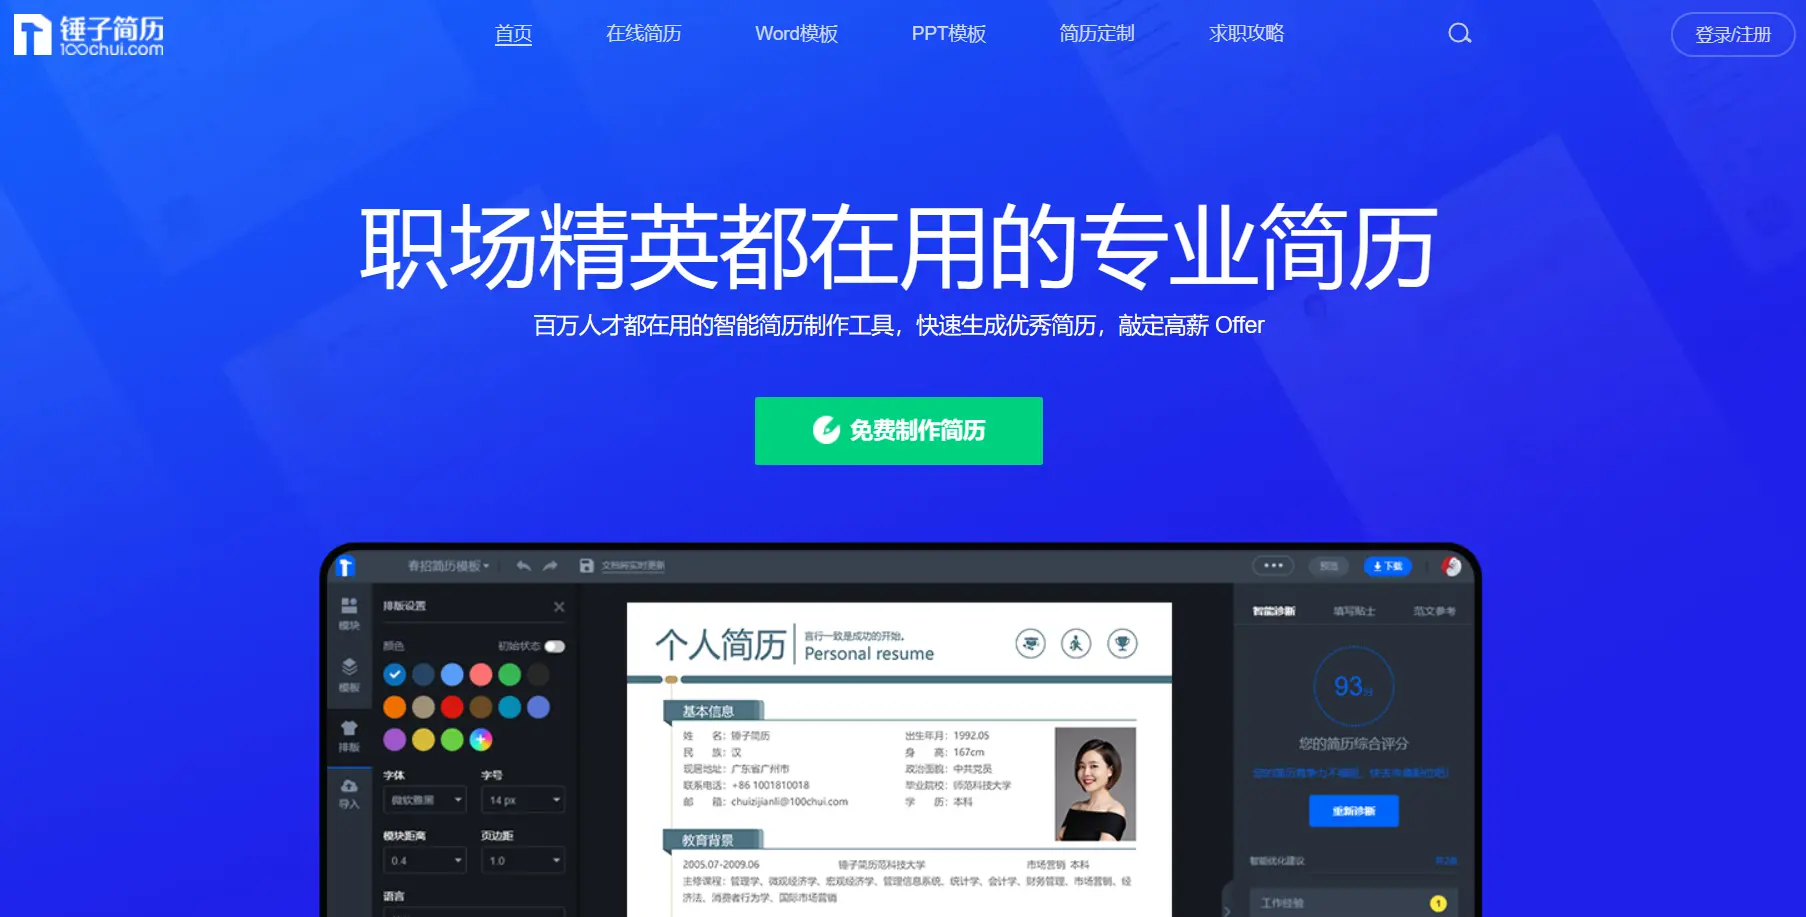 锤子简历
100chui.com
首页 在线简历 Word模板 PPT模板 简历定制 求职攻略
登录/注册
职场精英都在用的专业简历
百万人才都在用的智能简历制作工具，快速生成优秀简历，敲定高薪 Offer
免费制作简历
春招简历模板 文档将实时更新 预览 下载
模块
模板
排版
导入
排版设置
颜色 初始状态
字体 字号
微软雅黑 14 px
模块距离 页边距
0.4 1.0
语言
个人简历
言行一致是成功的开始。
Personal resume
基本信息
姓 名：锤子简历 出生年月：1992.05
民 族：汉 身 高：167cm
现居地址：广东省广州市 政治面貌：中共党员
联系电话：+86 1001810018 毕业院校：师范科技大学
邮 箱：chuizijianli@100chui.com 学 历：本科
教育背景
2005.07-2009.06 锤子简历范科技大学 市场营销 本科
主修课程：管理学、微观经济学、宏观经济学、管理信息系统、统计学、会计学、财务管理、市场营销、经
济法、消费者行为学、国际市场营销
智能诊断 填写贴士 范文参考
93分
您的简历综合评分
重新诊断
智能优化建议
工作经验 1